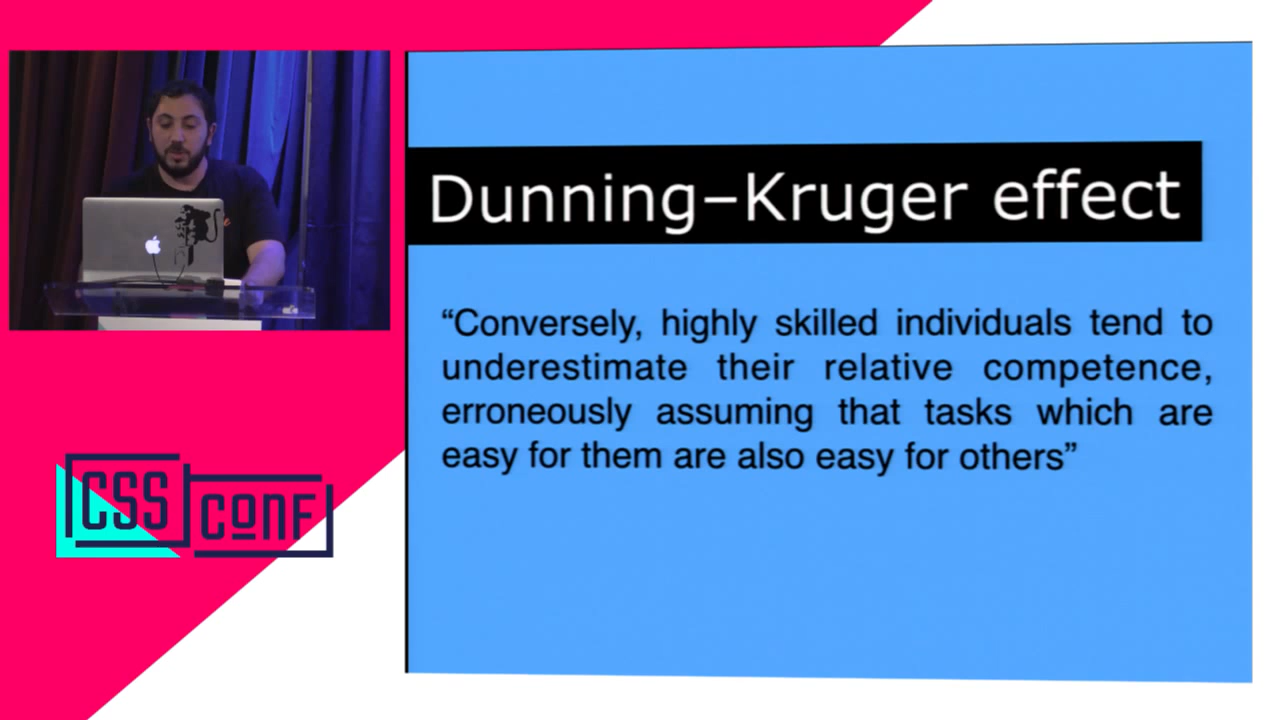 Dunning–Kruger effect
“Conversely, highly skilled individuals tend to
underestimate their relative competence,
erroneously assuming that tasks which are
easy for them are also easy for others”
CSS
CONF